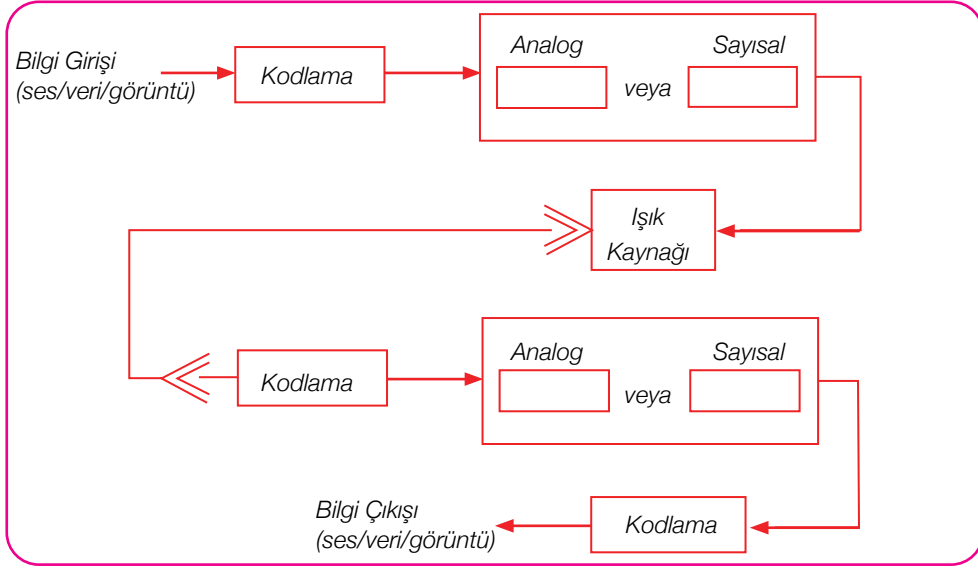 Bilgi Girişi
(ses/veri/görüntü)
Kodlama
Analog
Sayısal
veya
Işık
Kaynağı
Kodlama
Analog
Sayısal
veya
Bilgi Çıkışı
(ses/veri/görüntü)
Kodlama